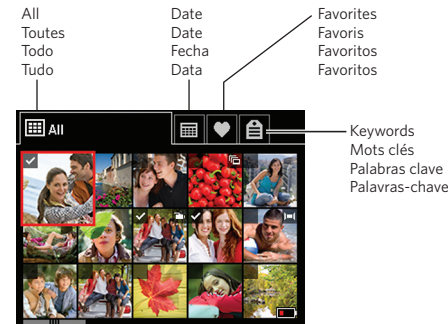 All
Toutes
Todo
Tudo
Date
Date
Fecha
Data
Favorites
Favoris
Favoritos
Favoritos
All
Keywords
Mots clés
Palabras clave
Palavras-chave